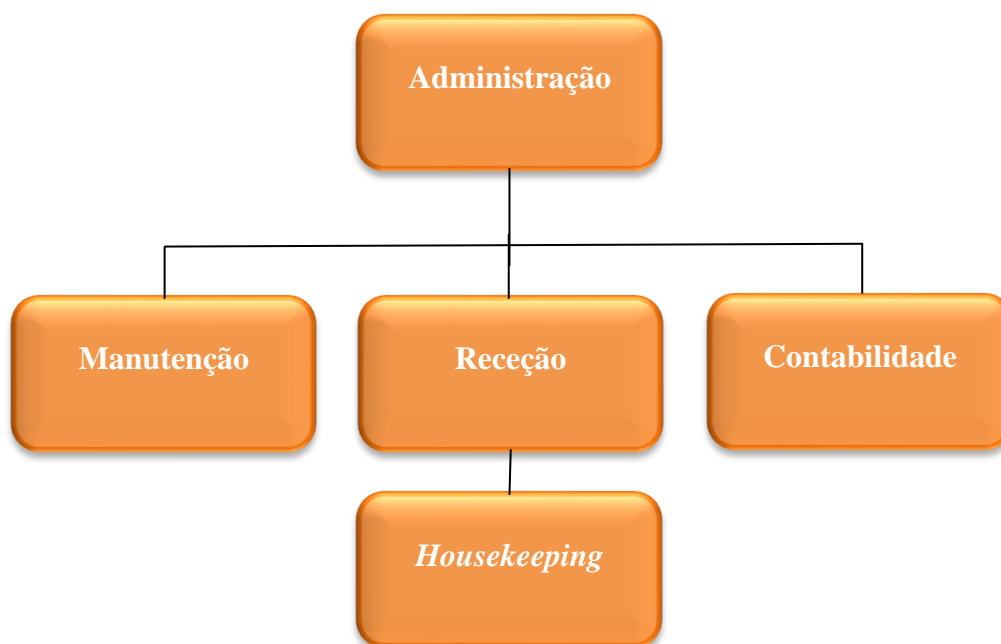 Administração
Manutenção
Receção
Contabilidade
Housekeeping